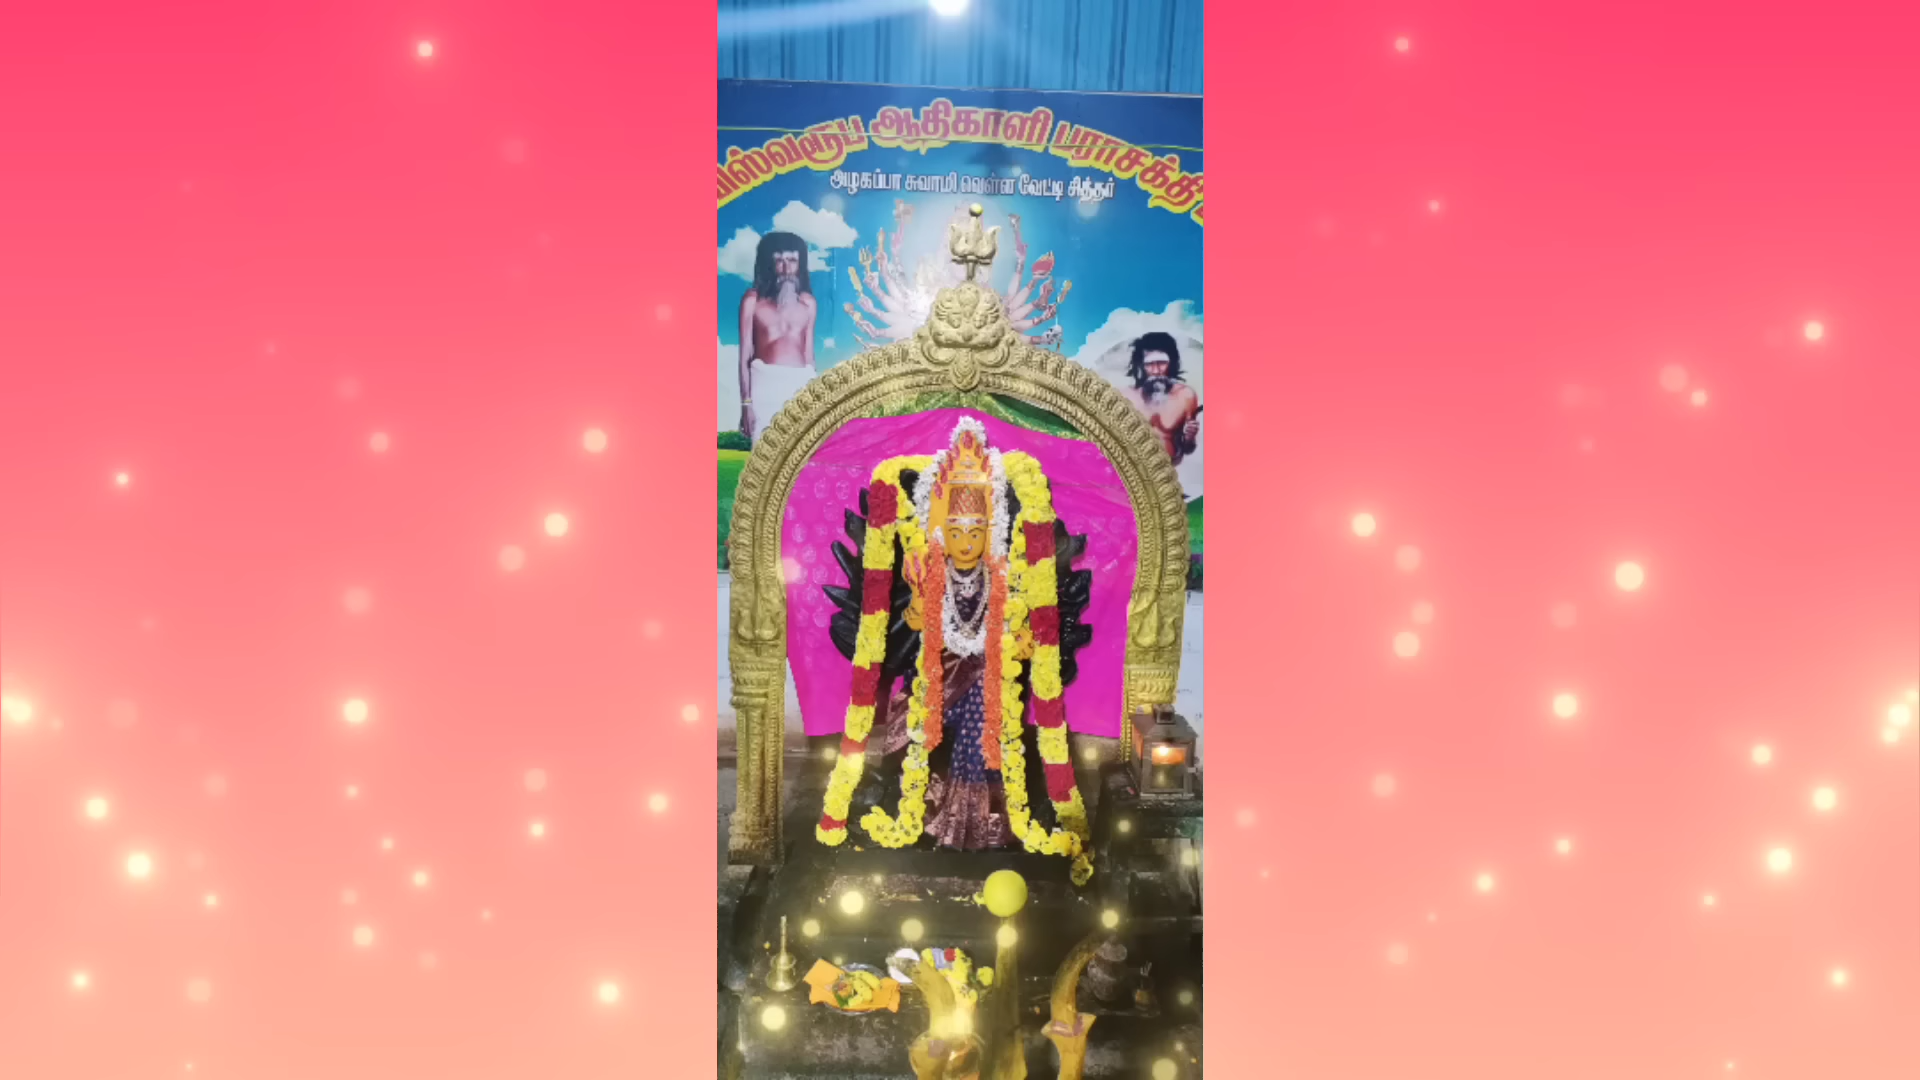 ஸ்வரூப ஆதிகாளி பராசக்தி
அழகப்பா சுவாமி வெள்ள வேட்டி சித்தர்